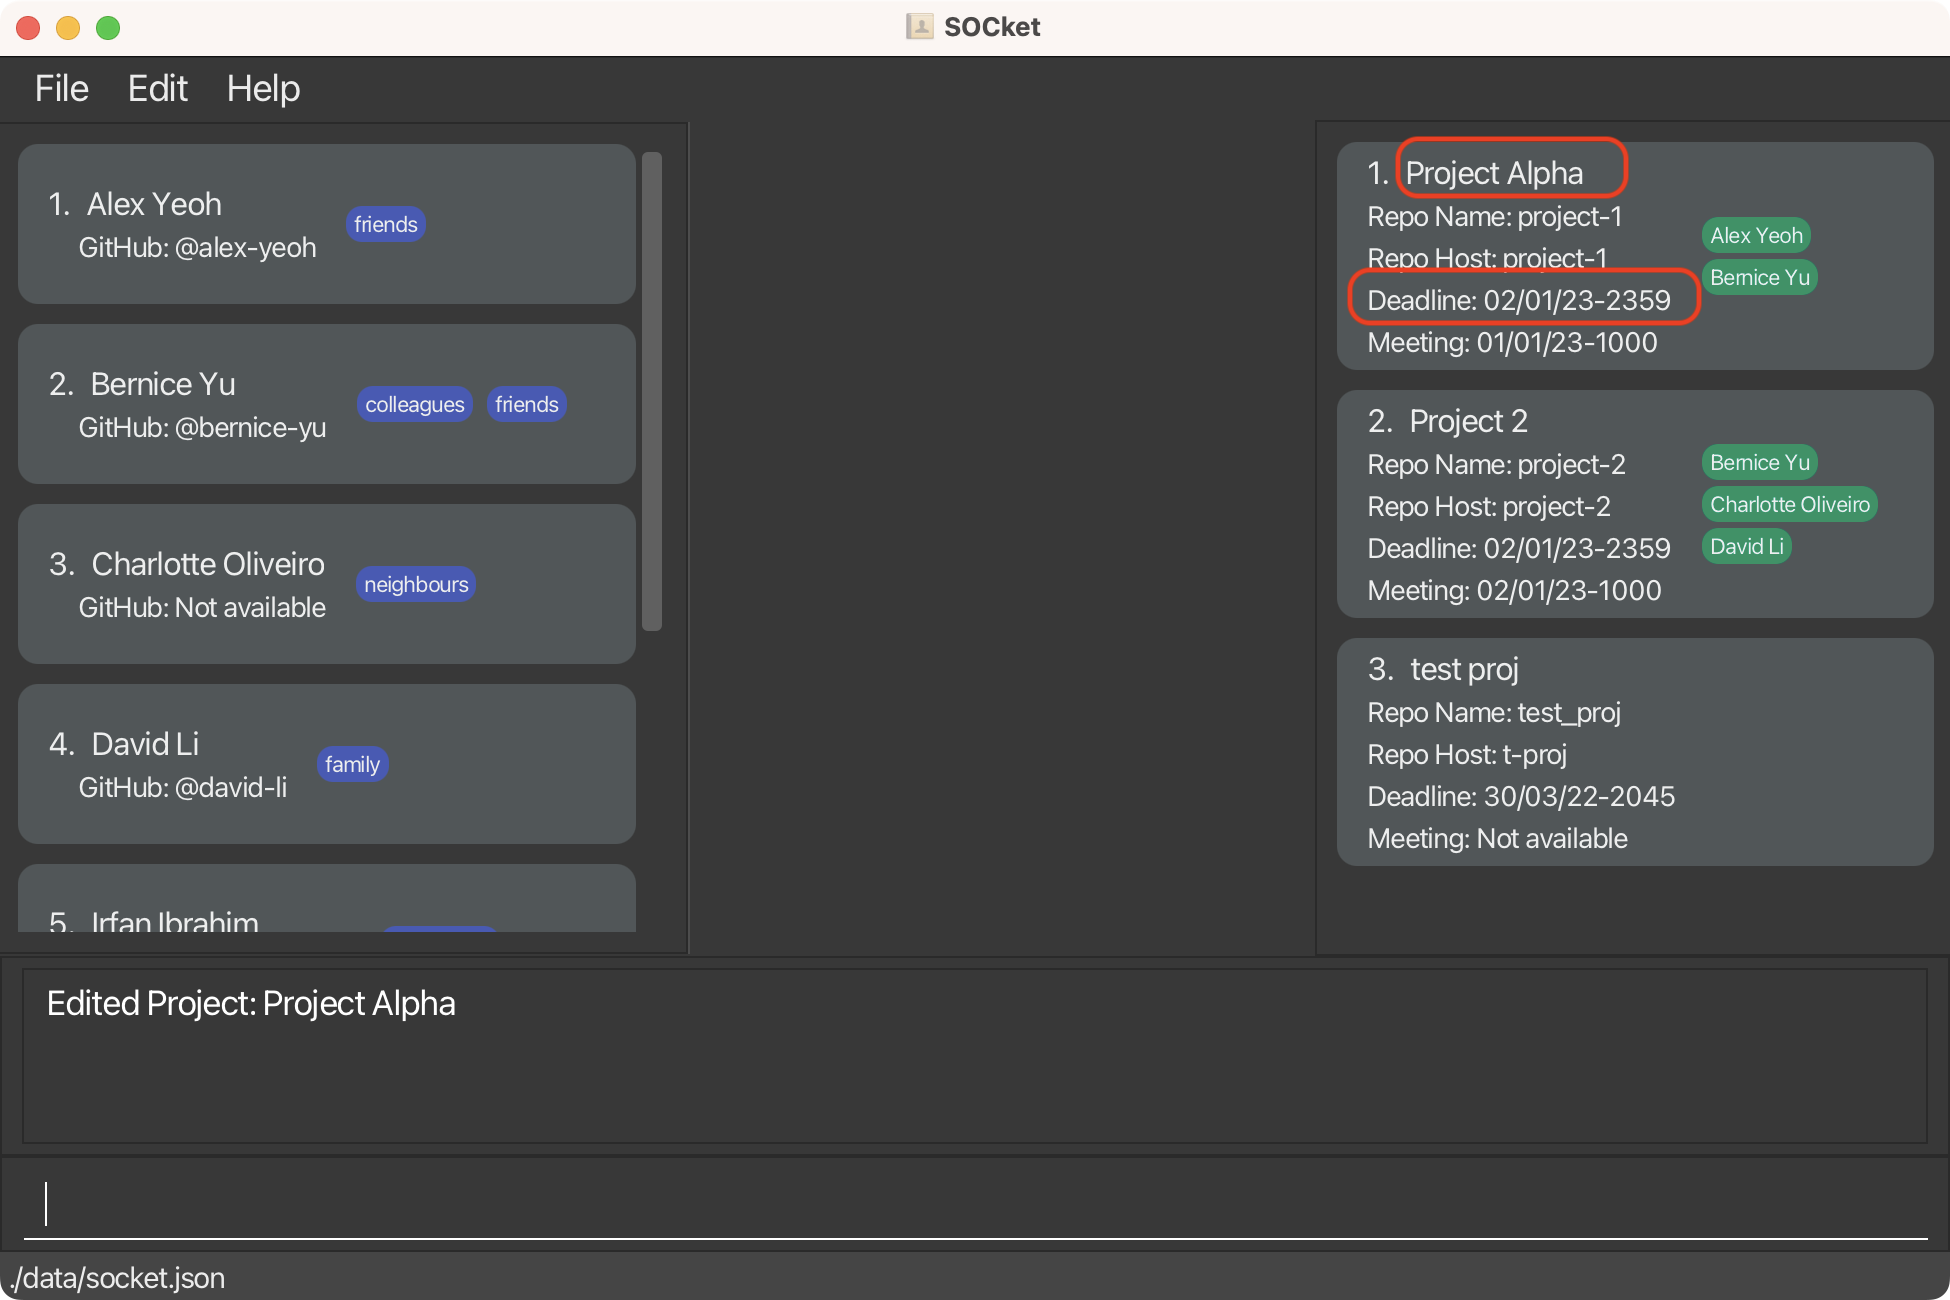 SOCket
File Edit Help
1. Alex Yeoh
friends
GitHub: @alex-yeoh
2. Bernice Yu
colleagues friends
GitHub: @bernice-yu
3. Charlotte Oliveiro
neighbours
GitHub: Not available
4. David Li
family
GitHub: @david-li
5. Irfan Ibrahim
1. Project Alpha
Repo Name: project-1
Alex Yeoh
Repo Host: project-1
Bernice Yu
Deadline: 02/01/23-2359
Meeting: 01/01/23-1000
2. Project 2
Repo Name: project-2
Bernice Yu
Repo Host: project-2
Charlotte Oliveiro
Deadline: 02/01/23-2359
David Li
Meeting: 02/01/23-1000
3. test proj
Repo Name: test_proj
Repo Host: t-proj
Deadline: 30/03/22-2045
Meeting: Not available
Edited Project: Project Alpha
./data/socket.json